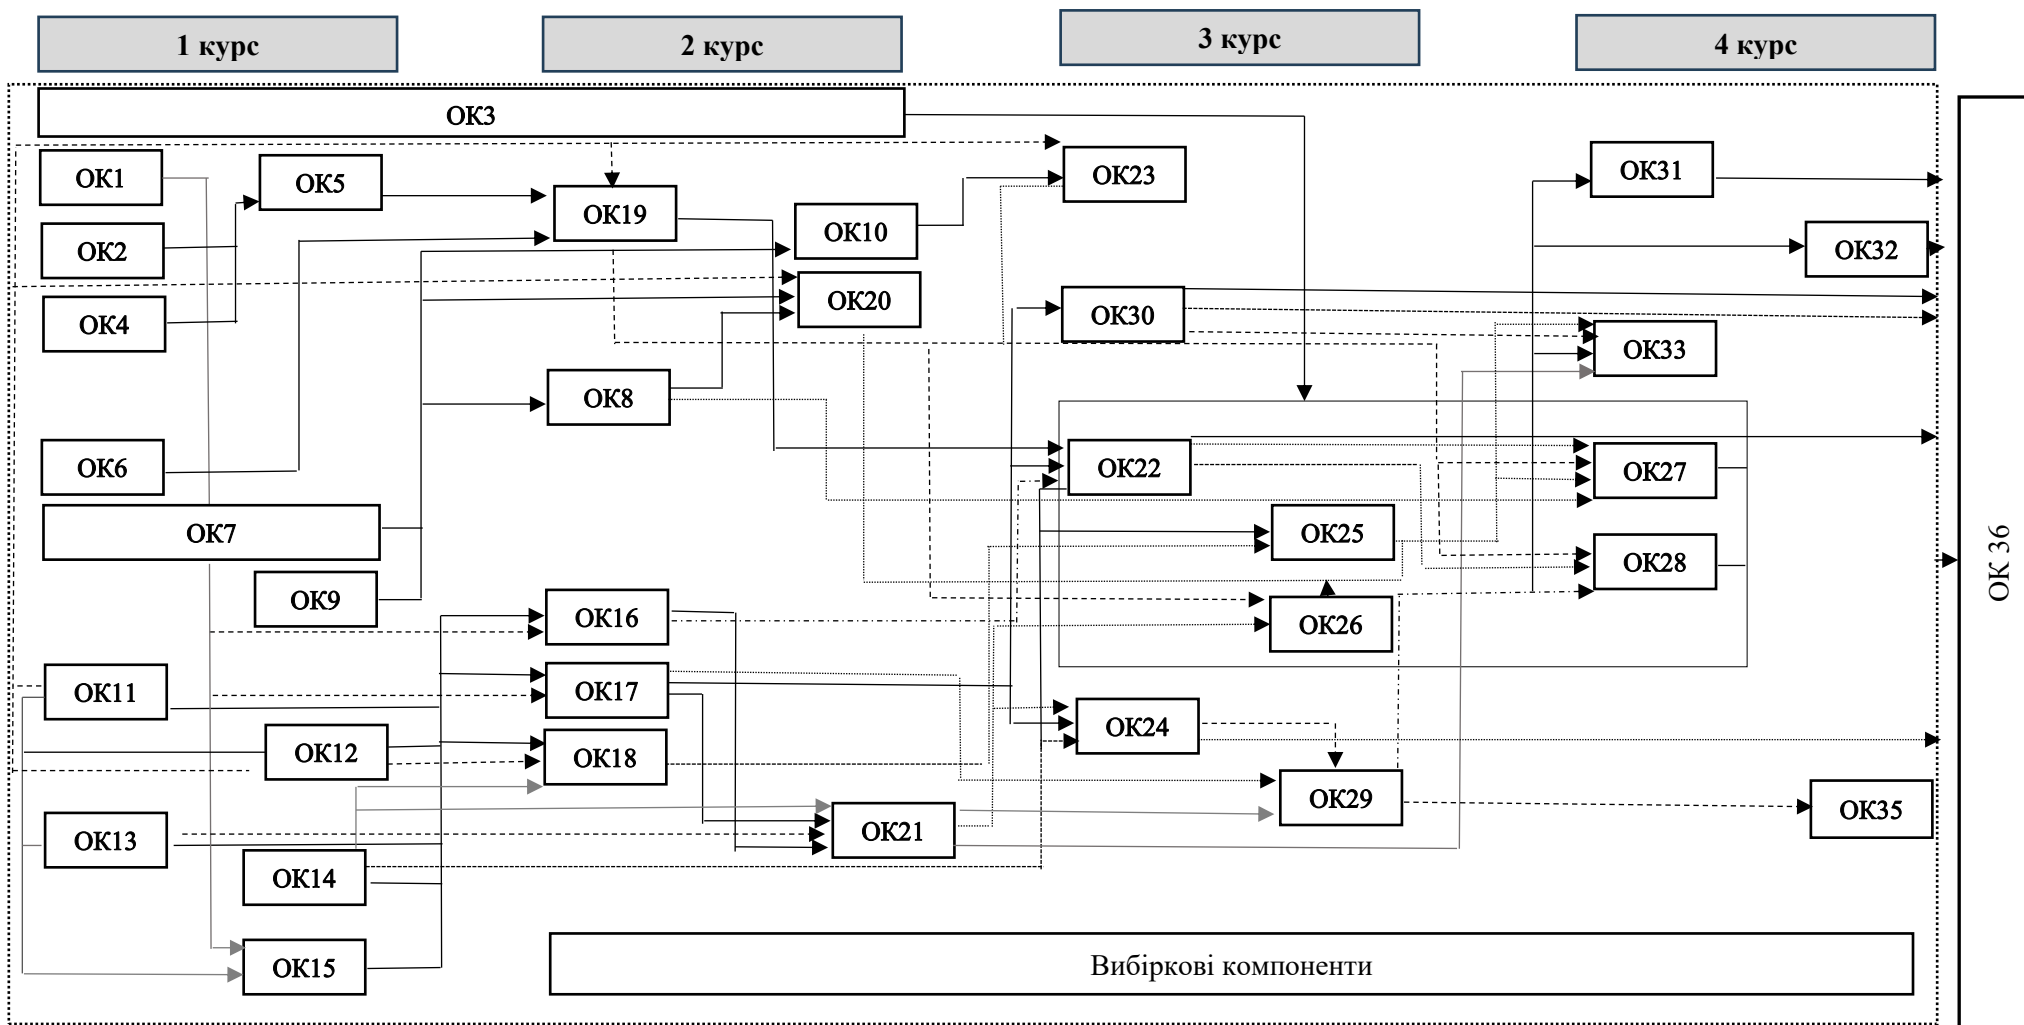 1 курс
2 курс
3 курс
4 курс
ОК3
ОК1
ОК5
ОК23
ОК31
ОК19
ОК10
ОК2
ОК32
ОК20
ОК4
ОК30
ОК33
ОК8
ОК6
ОК22
ОК27
ОК7
ОК25
ОК28
ОК9
ОК16
ОК26
ОК11
ОК17
ОК24
ОК12
ОК18
ОК29
ОК35
ОК13
ОК21
ОК14
ОК15
Вибіркові компоненти
ОК 36